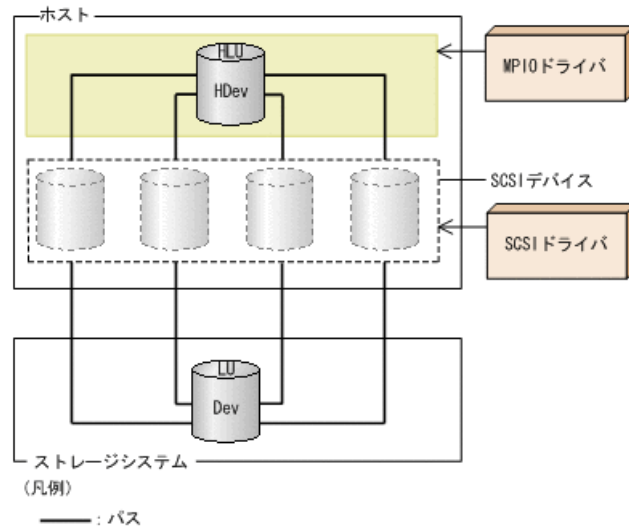 ホスト
HLU
HDev
MPIOドライバ
SCSIデバイス
SCSIドライバ
LU
Dev
ストレージシステム
(凡例)
:パス